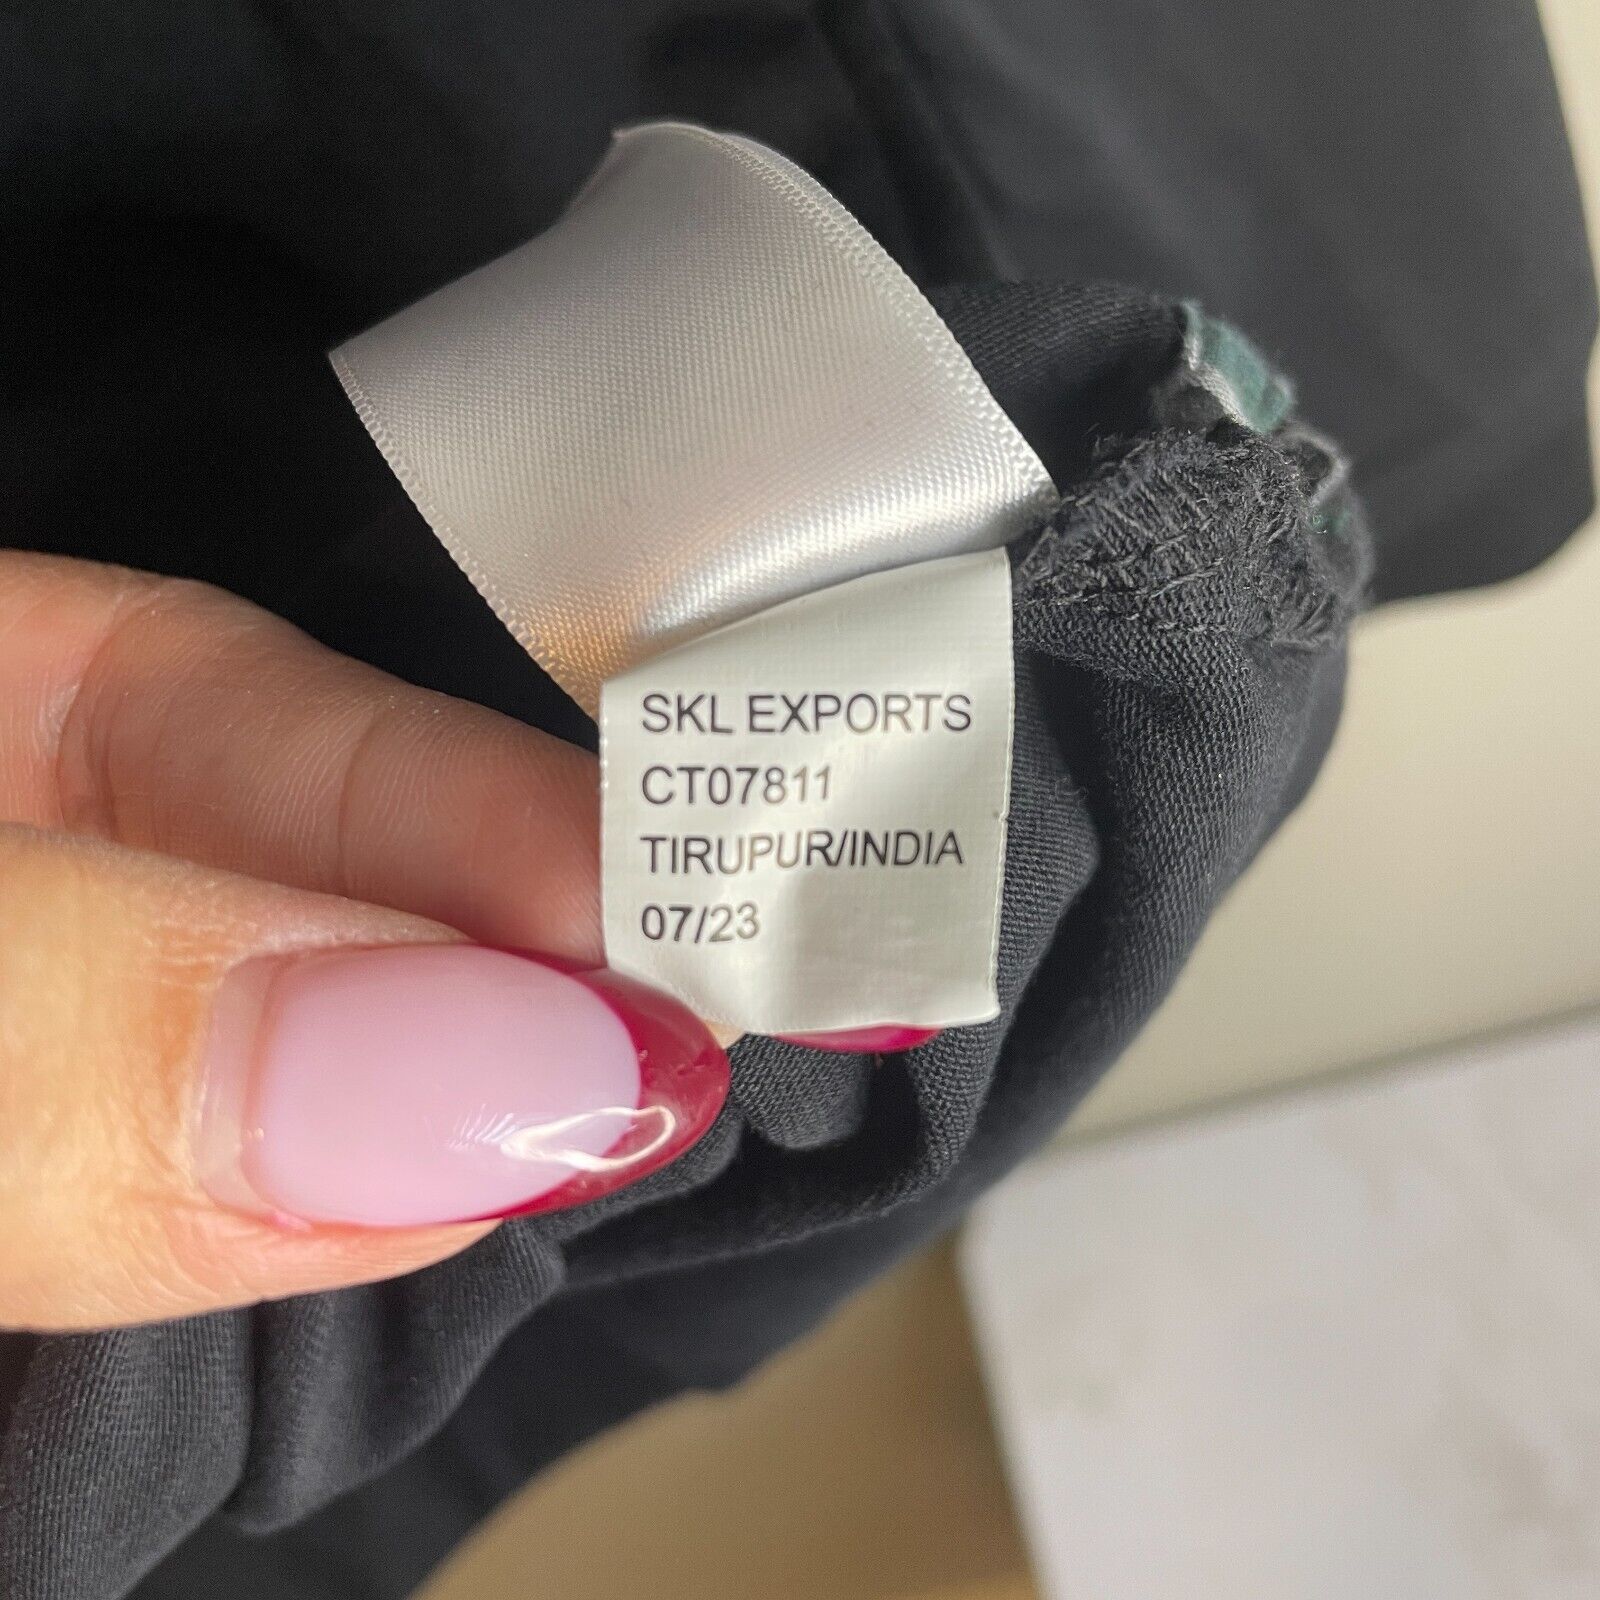 SKL EXPORTS
CT07811
TIRUPUR/INDIA
07/23